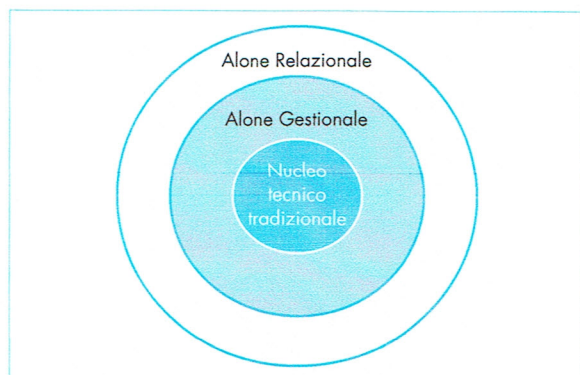 Alone Relazionale
Alone Gestionale
Nucleo
tecnico
tradizionale